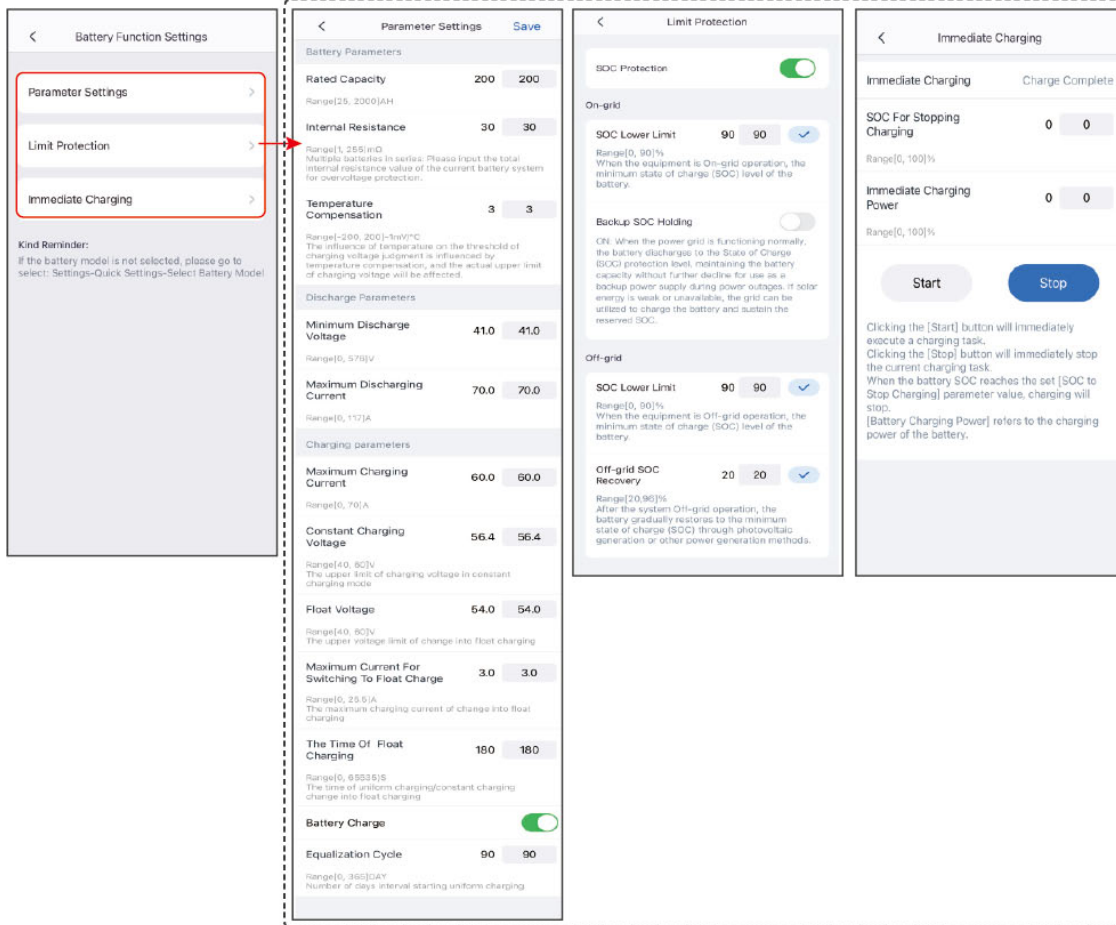 Battery Function Settings
Parameter Settings
Limit Protection
Immediate Charging
Kind Reminder:
If the battery model is not selected, please go to
select: Settings-Quick Settings-Select Battery Model
Parameter Settings Save
Battery Parameters
Rated Capacity 200 200
Range[25, 2000]AH
Internal Resistance 30 30
Range[1, 255]mΩ
Multiple batteries in series: Please input the total
internal resistance value of the current battery system
for overvoltage protection.
Temperature
Compensation 3 3
Range[-200, 200]-1mV/°C
The influence of temperature on the threshold of
charging voltage judgment is influenced by
temperature compensation, and the actual upper limit
of charging voltage will be affected.
Discharge Parameters
Minimum Discharge
Voltage 41.0 41.0
Range[0, 576]V
Maximum Discharging
Current 70.0 70.0
Range[0, 117]A
Charging parameters
Maximum Charging
Current 60.0 60.0
Range[0, 70]A
Constant Charging
Voltage 56.4 56.4
Range[40, 60]V
The upper limit of charging voltage in constant
charging mode
Float Voltage 54.0 54.0
Range[40, 60]V
The upper voltage limit of change into float charging
Maximum Current For
Switching To Float Charge 3.0 3.0
Range[0, 25.5]A
The maximum charging current of change into float
charging
The Time Of Float
Charging 180 180
Range[0, 65535]S
The time of uniform charging/constant charging
change into float charging
Battery Charge
Equalization Cycle 90 90
Range[0, 365]DAY
Number of days interval starting uniform charging
Limit Protection
SOC Protection
On-grid
SOC Lower Limit 90 90
Range[0, 90]%
When the equipment is On-grid operation, the
minimum state of charge (SOC) level of the
battery.
Backup SOC Holding
ON: When the power grid is functioning normally,
the battery discharges to the State of Charge
(SOC) protection level, maintaining the battery
capacity without further decline for use as a
backup power supply during power outages. If solar
energy is weak or unavailable, the grid can be
utilized to charge the battery and sustain the
reserved SOC.
Off-grid
SOC Lower Limit 90 90
Range[0, 90]%
When the equipment is Off-grid operation, the
minimum state of charge (SOC) level of the
battery.
Off-grid SOC
Recovery 20 20
Range[20,96]%
After the system Off-grid operation, the
battery gradually restores to the minimum
state of charge (SOC) through photovoltaic
generation or other power generation methods.
Immediate Charging
Immediate Charging Charge Complete
SOC For Stopping
Charging 0 0
Range[0, 100]%
Immediate Charging
Power 0 0
Range[0, 100]%
Start Stop
Clicking the [Start] button will immediately
execute a charging task.
Clicking the [Stop] button will immediately stop
the current charging task.
When the battery SOC reaches the set [SOC to
Stop Charging] parameter value, charging will
stop.
[Battery Charging Power] refers to the charging
power of the battery.